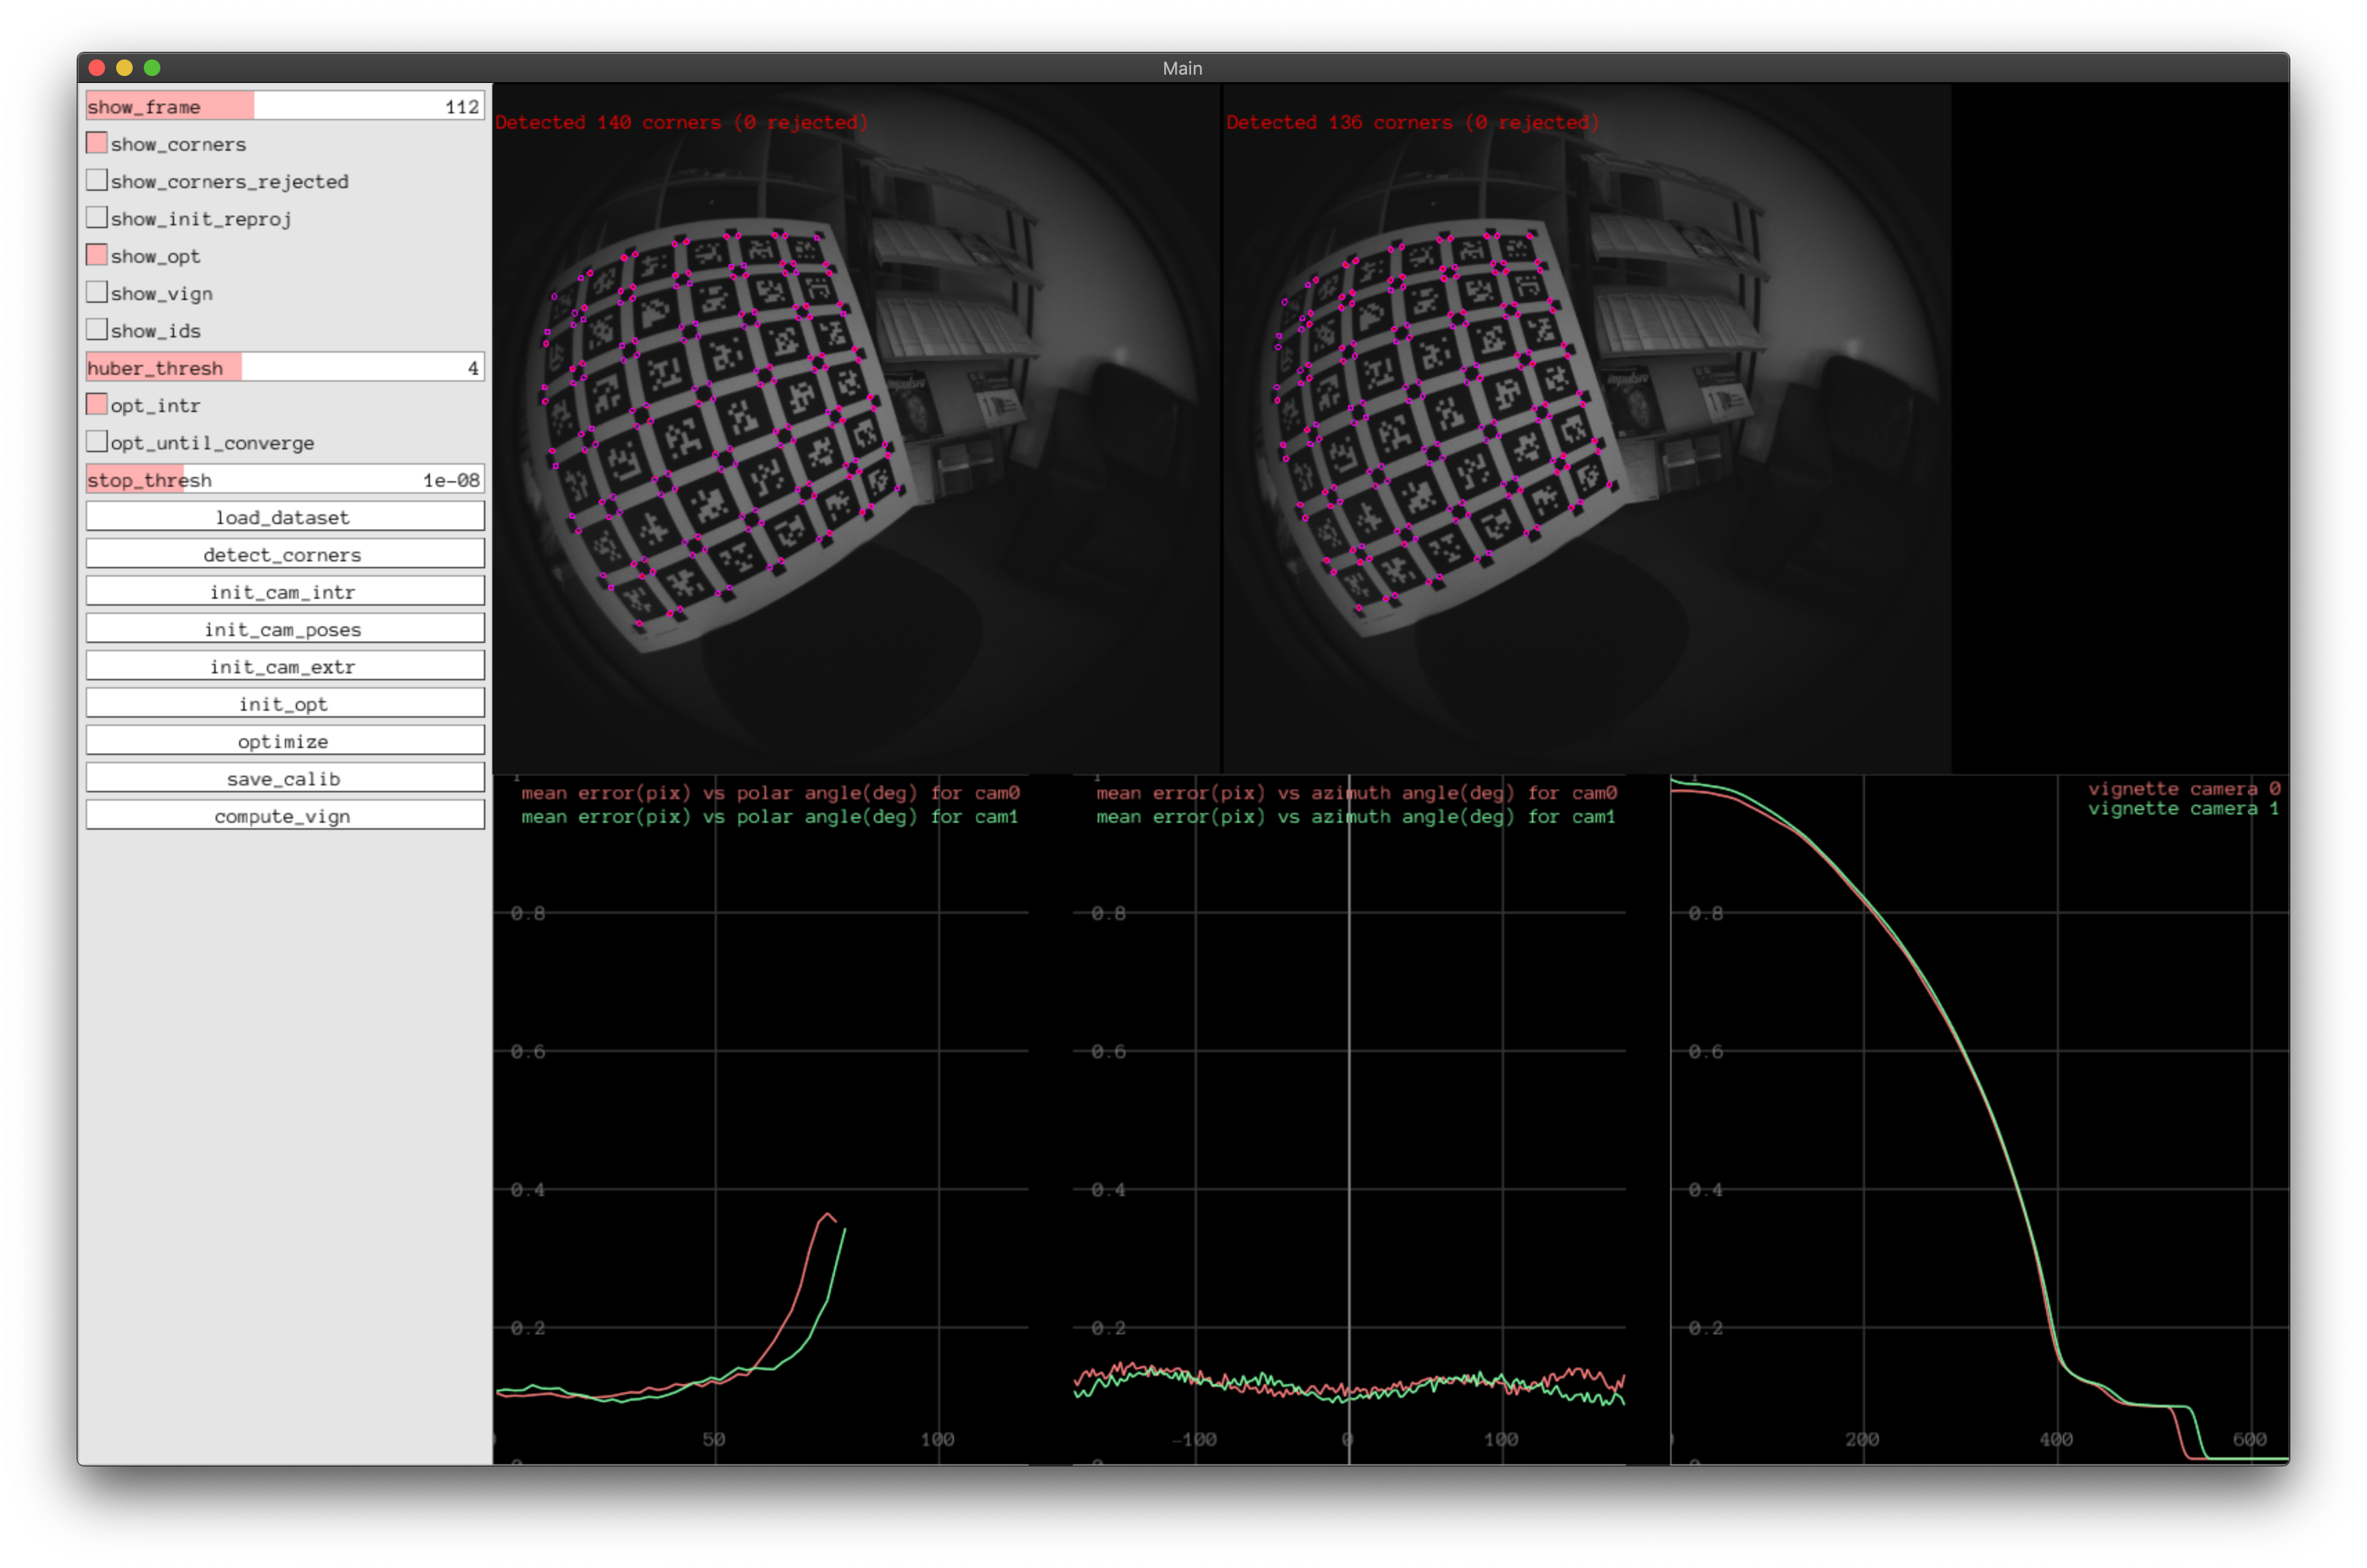 Main
show_frame 112
show_corners
show_corners_rejected
show_init_reproj
show_opt
show_vign
show_ids
huber_thresh 4
opt_intr
opt_until_converge
stop_thresh 1e-08
load_dataset
detect_corners
init_cam_intr
init_cam_poses
init_cam_extr
init_opt
optimize
save_calib
compute_vign
Detected 140 corners (0 rejected)
impulsiv
Detected 136 corners (0 rejected)
impulsiv
mean error(pix) vs polar angle(deg) for cam0
mean error(pix) vs polar angle(deg) for cam1
0.8
0.6
0.4
0.2
50 100
mean error(pix) vs azimuth angle(deg) for cam0
mean error(pix) vs azimuth angle(deg) for cam1
0.8
0.6
0.4
0.2
-100 0 100
vignette camera 0
vignette camera 1
0.8
0.6
0.4
0.2
200 400 600